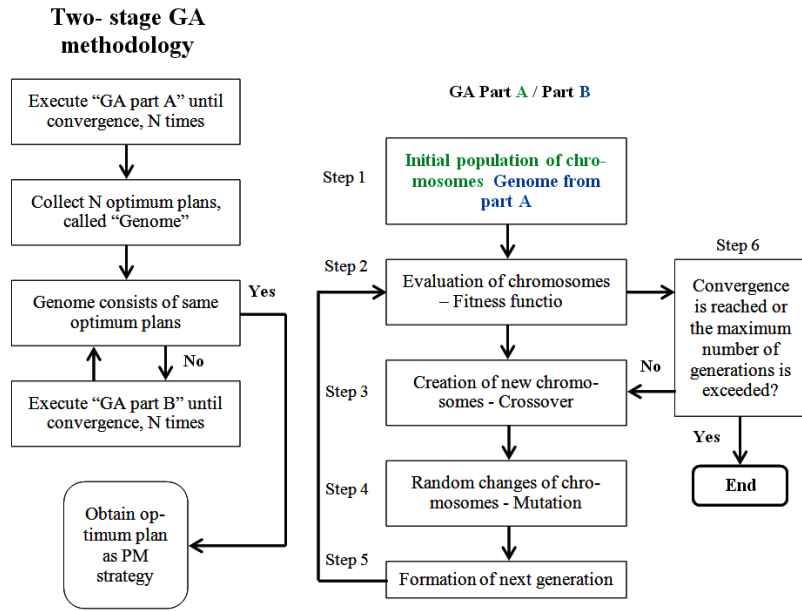 Two- stage GA
methodology
Execute “GA part A” until
convergence, N times
Collect N optimum plans,
called “Genome”
Genome consists of same
optimum plans
Yes
No
Execute “GA part B” until
convergence, N times
Obtain op-
timum plan
as PM
strategy
GA Part A / Part B
Step 1
Initial population of chro-
mosomes Genome from
part A
Step 2
Evaluation of chromosomes
– Fitness functio
Step 6
Convergence
is reached or
the maximum
number of
generations is
exceeded?
No
Yes
End
Step 3
Creation of new chromo-
somes - Crossover
Step 4
Random changes of chro-
mosomes - Mutation
Step 5
Formation of next generation